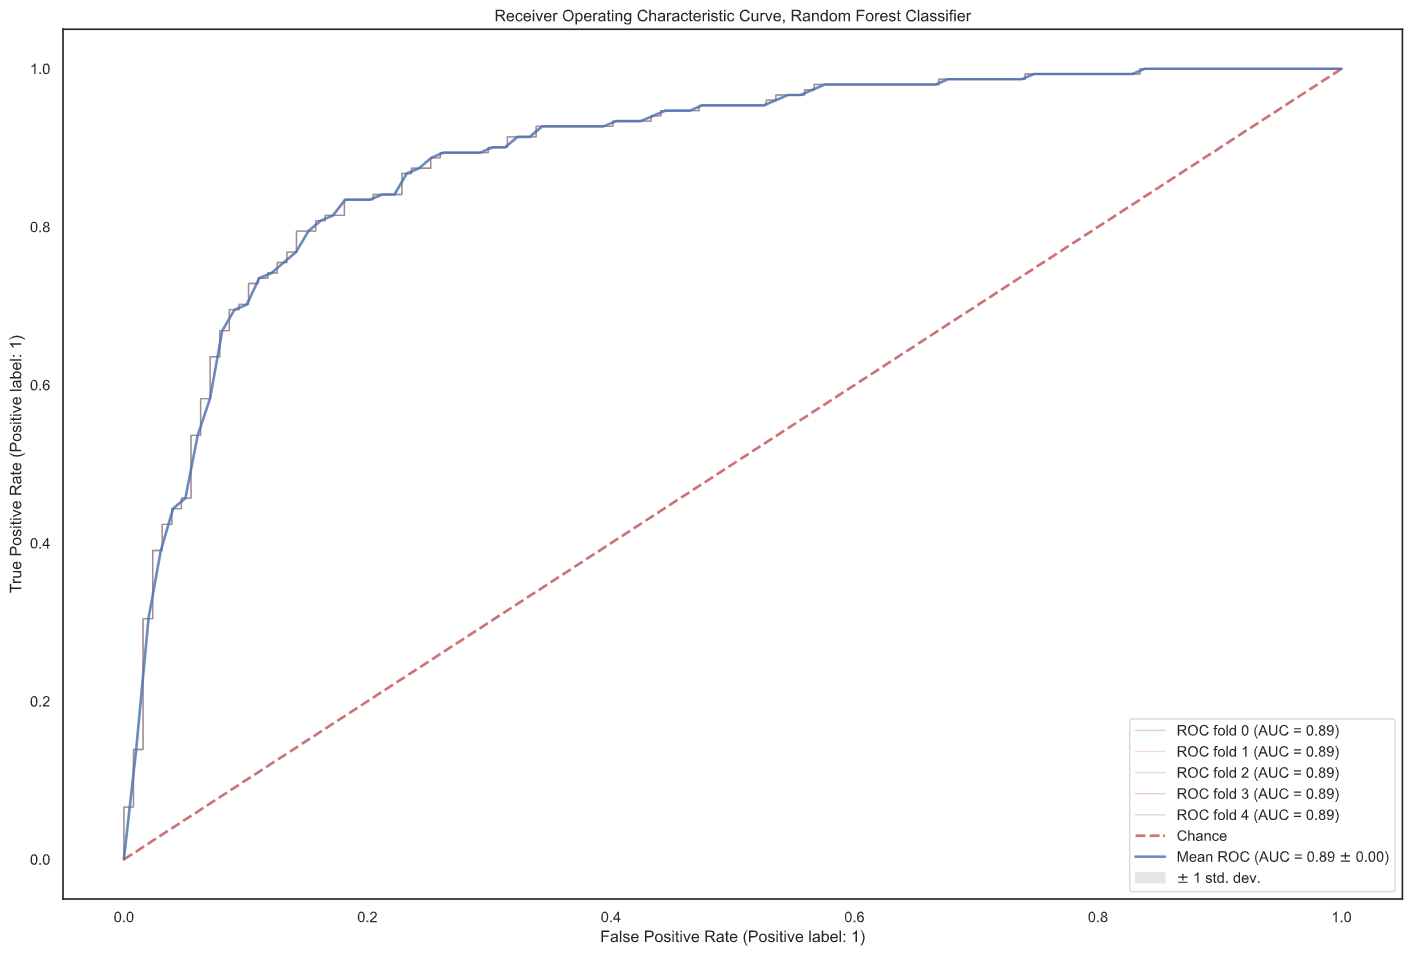 Receiver Operating Characteristic Curve, Random Forest Classifier
1.0
0.8
0.6
0.4
0.2
0.0
True Positive Rate (Positive label: 1)
ROC fold 0 (AUC = 0.89)
ROC fold 1 (AUC = 0.89)
ROC fold 2 (AUC = 0.89)
ROC fold 3 (AUC = 0.89)
ROC fold 4 (AUC = 0.89)
Chance
Mean ROC (AUC = 0.89 ± 0.00)
± 1 std. dev.
0.0 0.2 0.4 0.6 0.8 1.0
False Positive Rate (Positive label: 1)